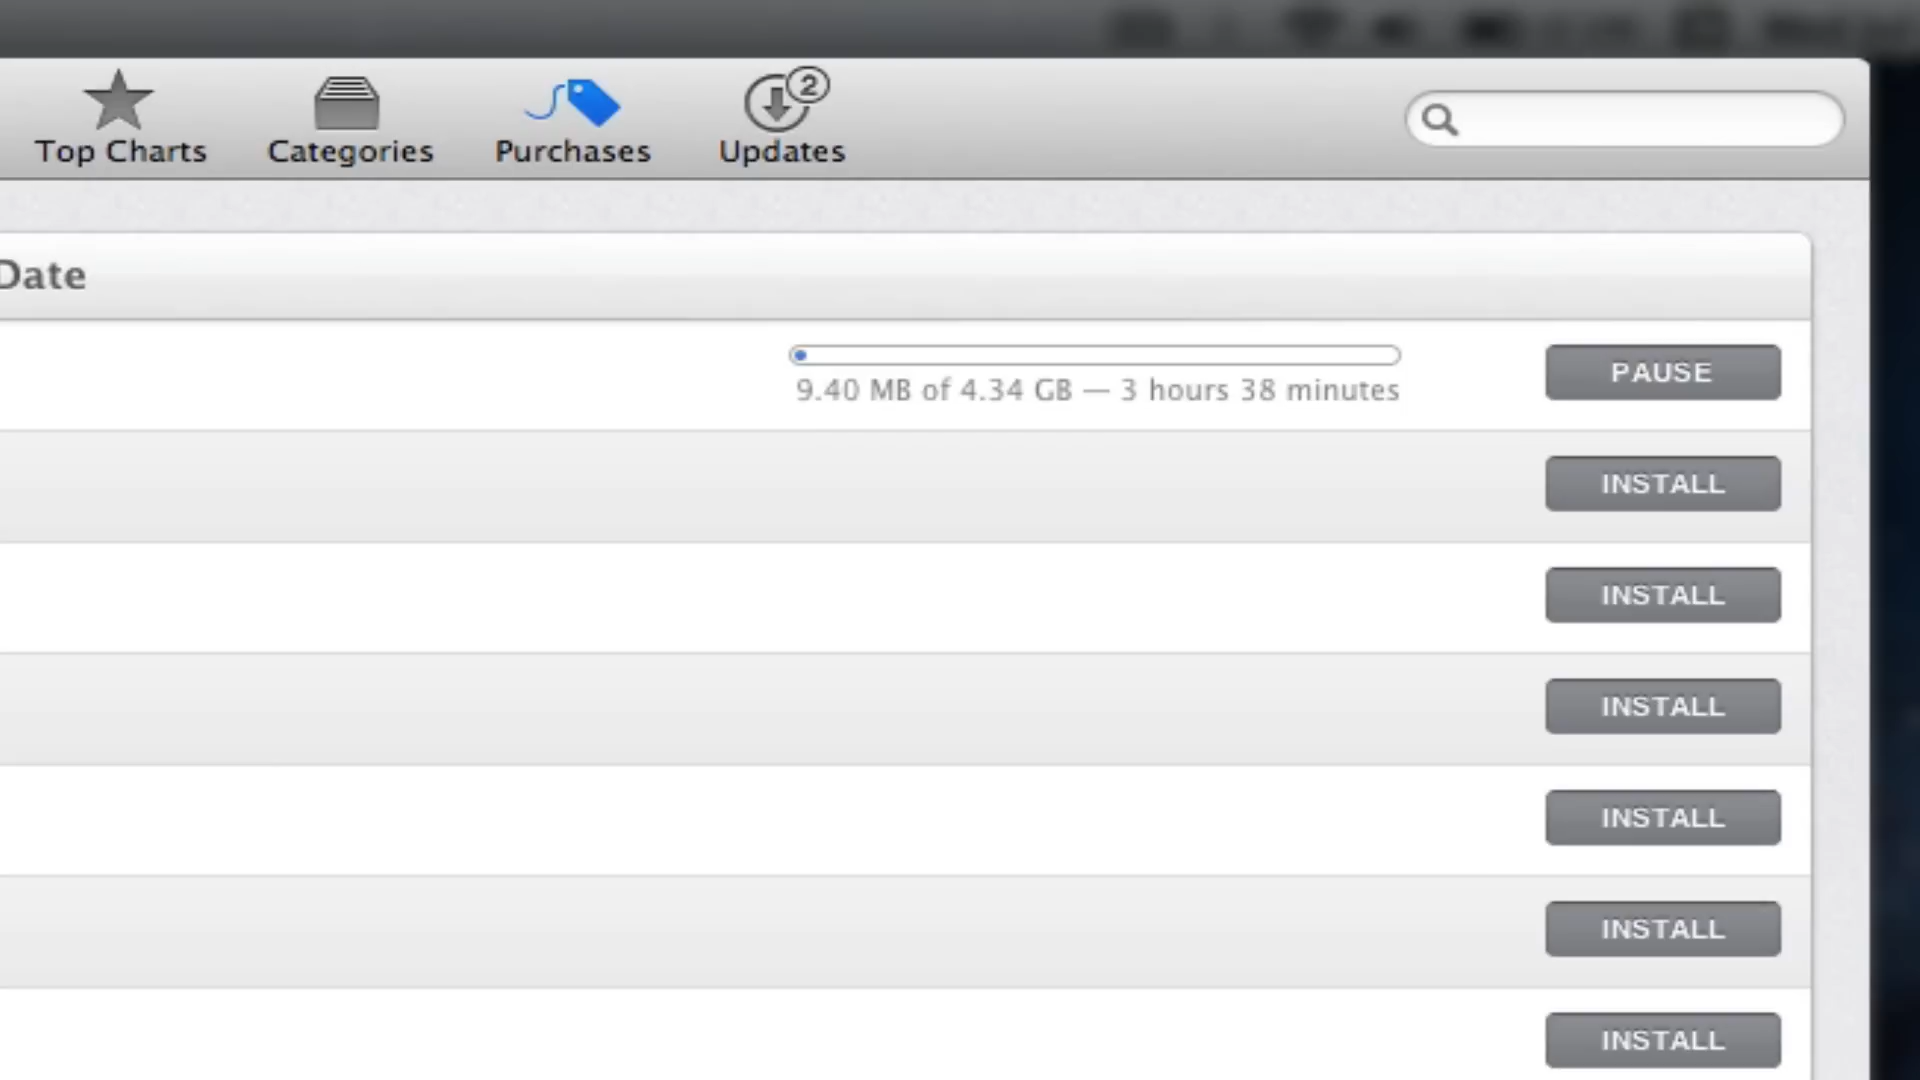 Top Charts
Categories
Purchases
2
Updates
Date
9.40 MB of 4.34 GB — 3 hours 38 minutes
PAUSE
INSTALL
INSTALL
INSTALL
INSTALL
INSTALL
INSTALL